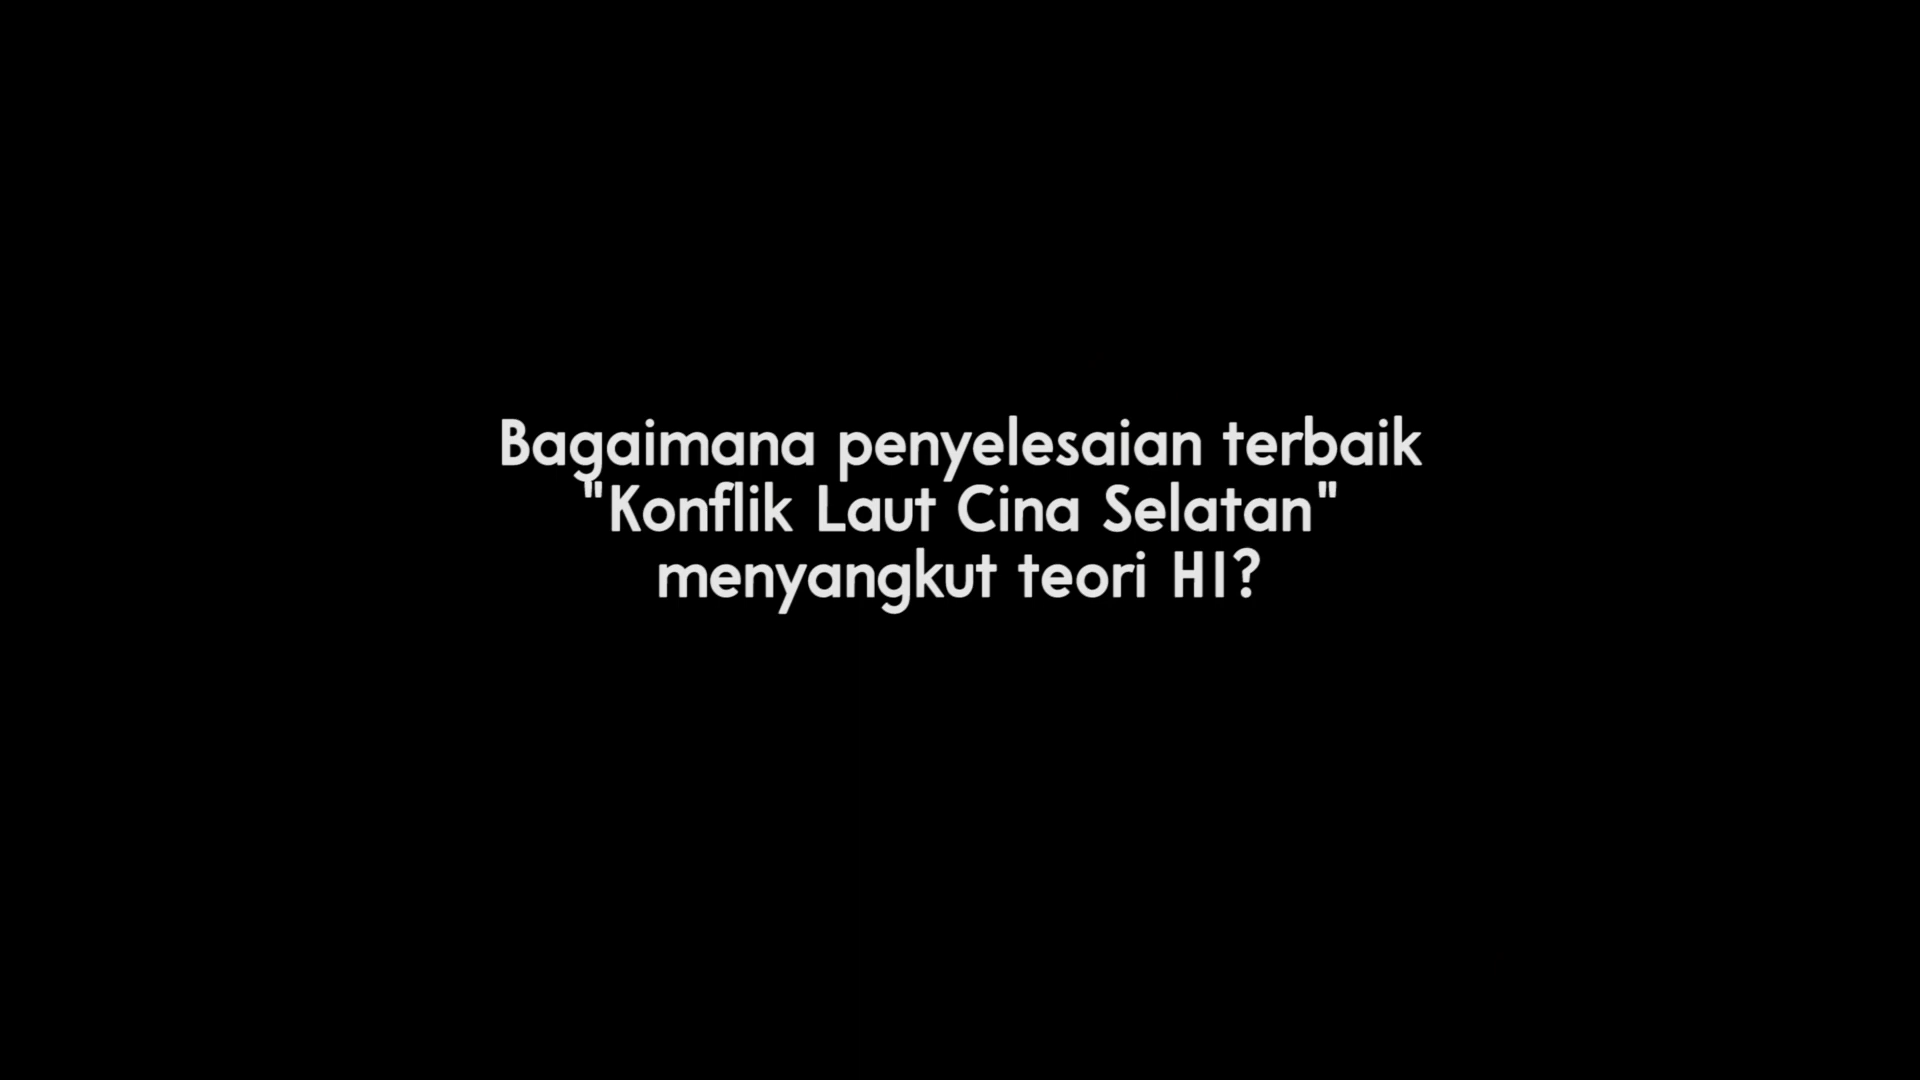 Bagaimana penyelesaian terbaik
"Konflik Laut Cina Selatan"
menyangkut teori HI?